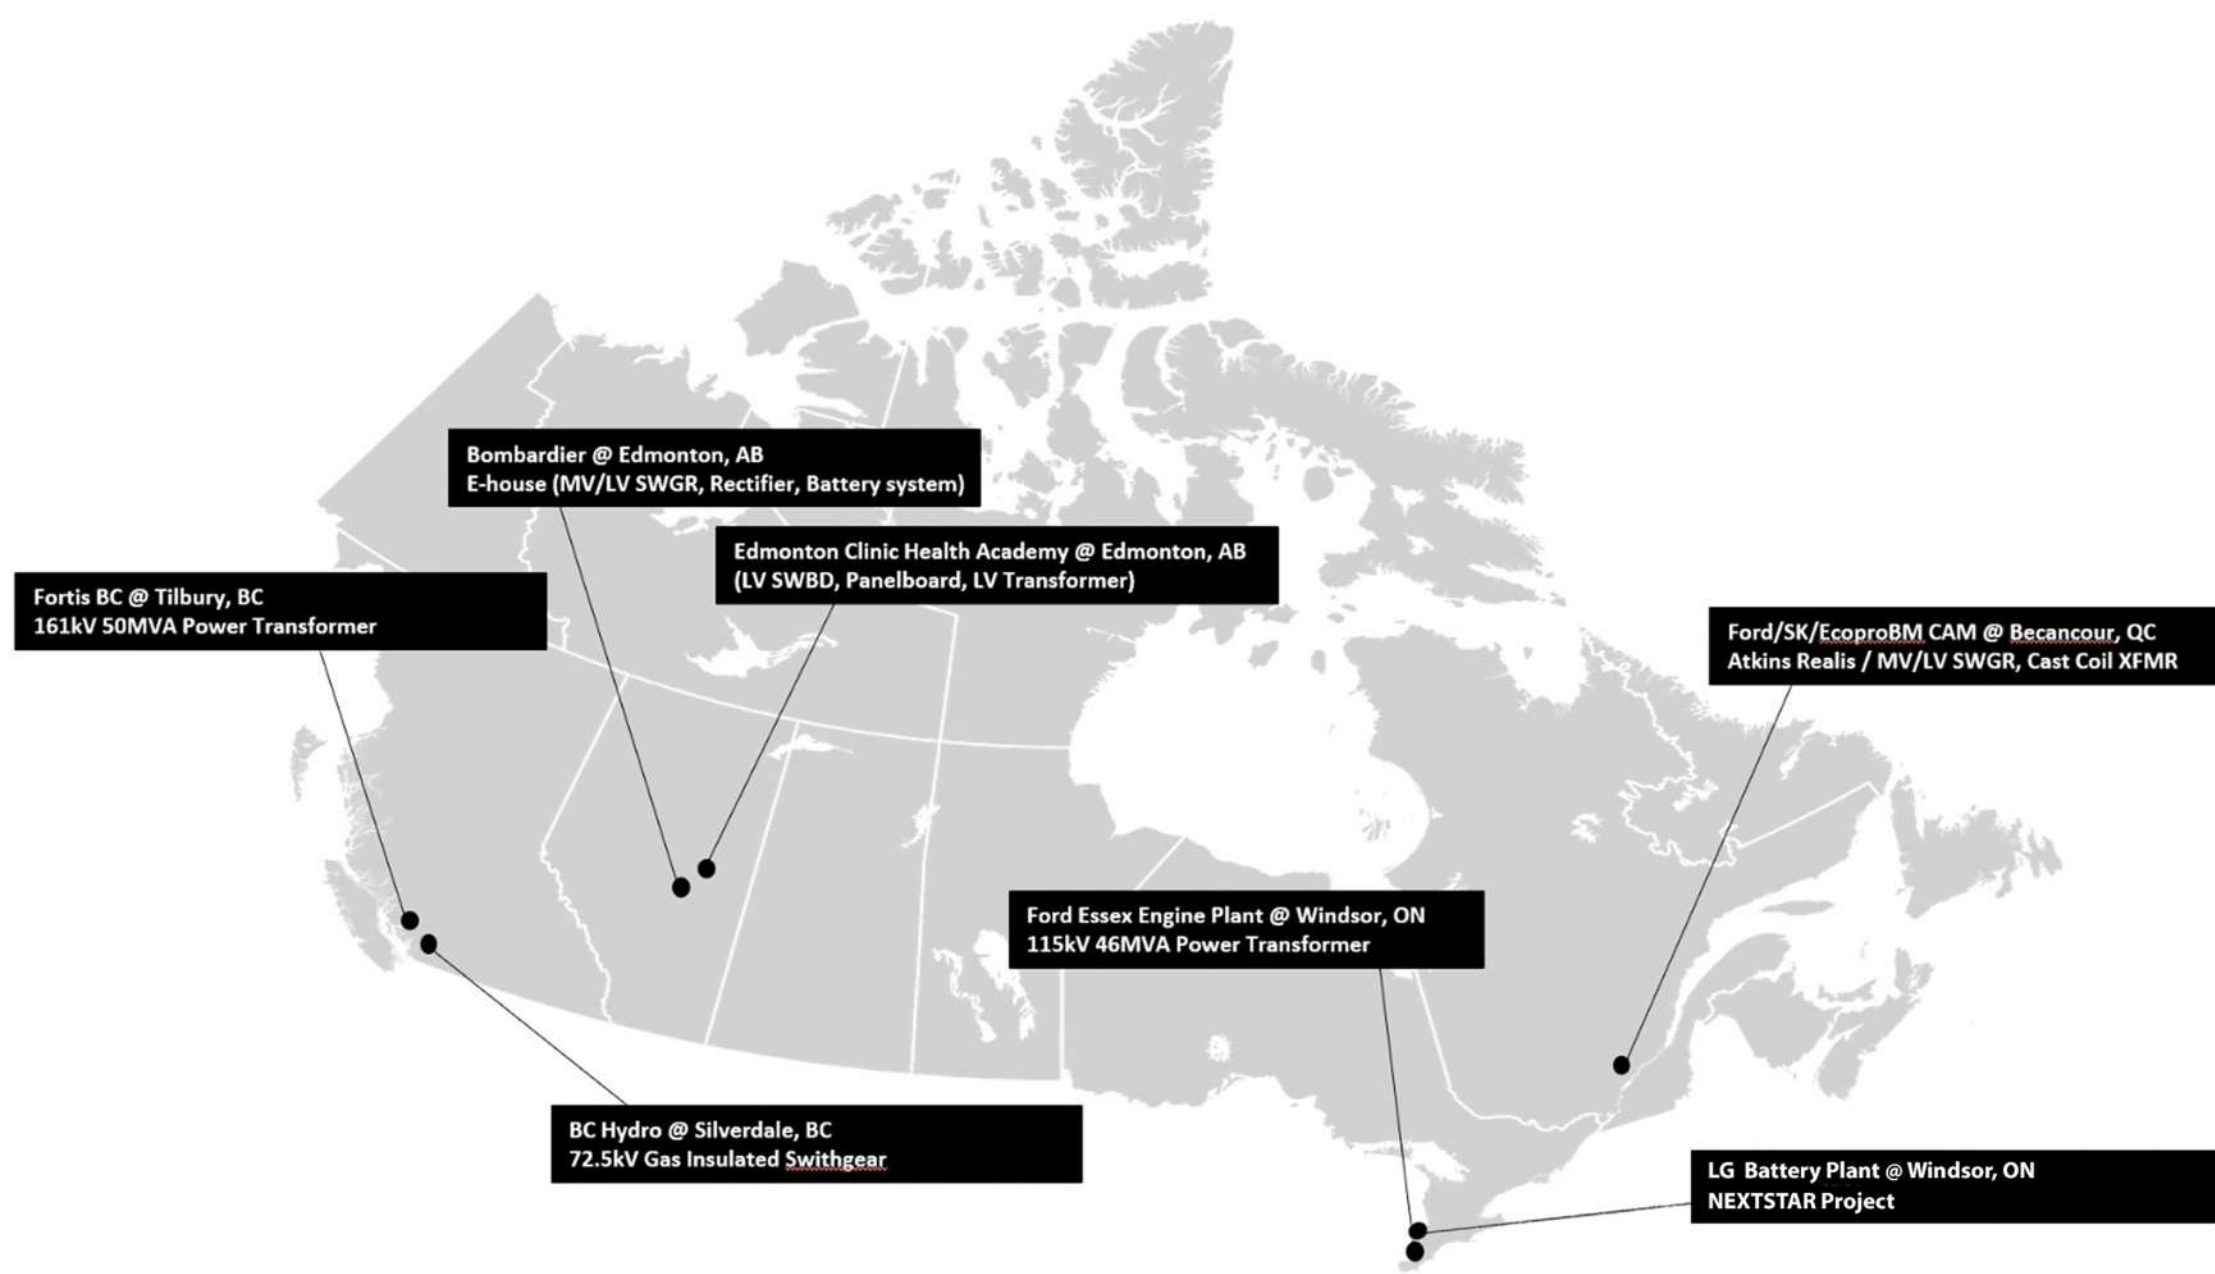 Bombardier @ Edmonton, AB
E-house (MV/LV SWGR, Rectifier, Battery system)
Edmonton Clinic Health Academy @ Edmonton, AB
(LV SWBD, Panelboard, LV Transformer)
Fortis BC @ Tilbury, BC
161kV 50MVA Power Transformer
Ford/SK/EcoproBM CAM @ Becancour, QC
Atkins Realis / MV/LV SWGR, Cast Coil XFMR
Ford Essex Engine Plant @ Windsor, ON
115kV 46MVA Power Transformer
BC Hydro @ Silverdale, BC
72.5kV Gas Insulated Swithgear
LG Battery Plant @ Windsor, ON
NEXTSTAR Project